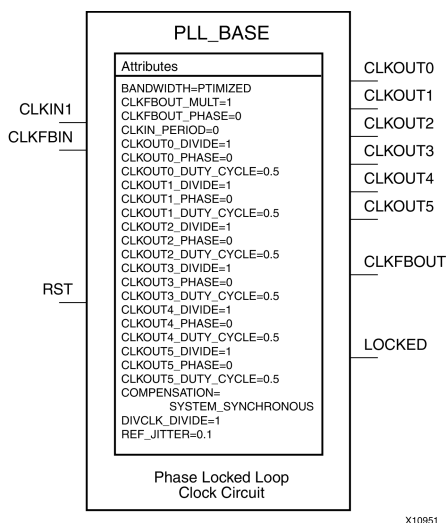 PLL_BASE
Attributes
BANDWIDTH=PTIMIZED
CLKFBOUT_MULT=1
CLKFBOUT_PHASE=0
CLKIN_PERIOD=0
CLKOUT0_DIVIDE=1
CLKOUT0_PHASE=0
CLKOUT0_DUTY_CYCLE=0.5
CLKOUT1_DIVIDE=1
CLKOUT1_PHASE=0
CLKOUT1_DUTY_CYCLE=0.5
CLKOUT2_DIVIDE=1
CLKOUT2_PHASE=0
CLKOUT2_DUTY_CYCLE=0.5
CLKOUT3_DIVIDE=1
CLKOUT3_PHASE=0
CLKOUT3_DUTY_CYCLE=0.5
CLKOUT4_DIVIDE=1
CLKOUT4_PHASE=0
CLKOUT4_DUTY_CYCLE=0.5
CLKOUT5_DIVIDE=1
CLKOUT5_PHASE=0
CLKOUT5_DUTY_CYCLE=0.5
COMPENSATION=
SYSTEM_SYNCHRONOUS
DIVCLK_DIVIDE=1
REF_JITTER=0.1
CLKIN1
CLKFBIN
RST
CLKOUT0
CLKOUT1
CLKOUT2
CLKOUT3
CLKOUT4
CLKOUT5
CLKFBOUT
LOCKED
Phase Locked Loop
Clock Circuit
X10951